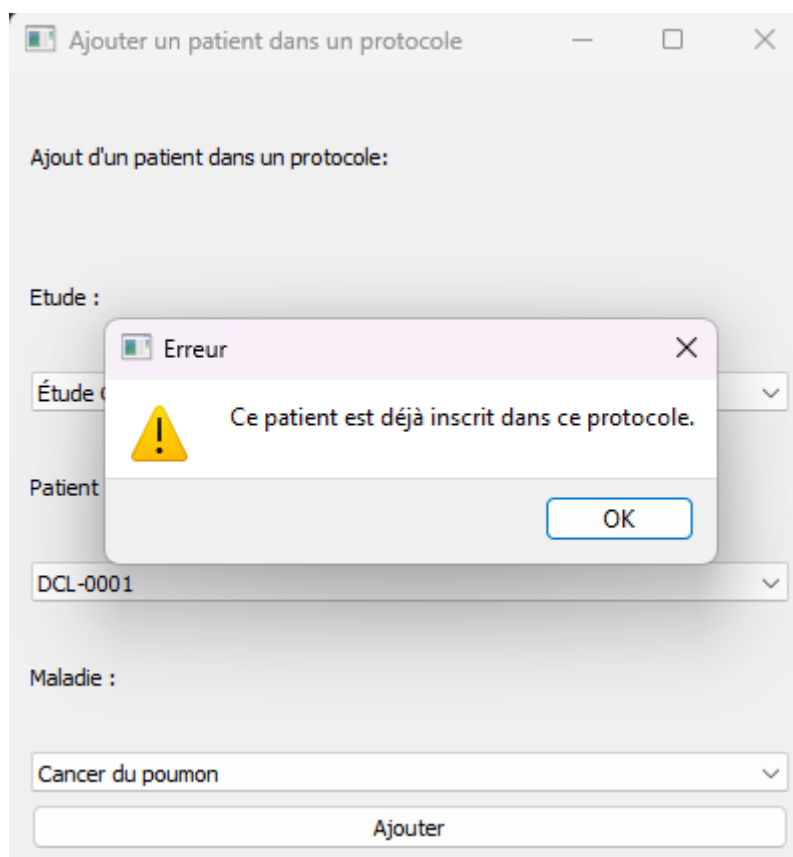 Ajouter un patient dans un protocole
Ajout d'un patient dans un protocole:
Etude :
Erreur
Étude
Ce patient est déjà inscrit dans ce protocole.
Patient
OK
DCL-0001
Maladie :
Cancer du poumon
Ajouter